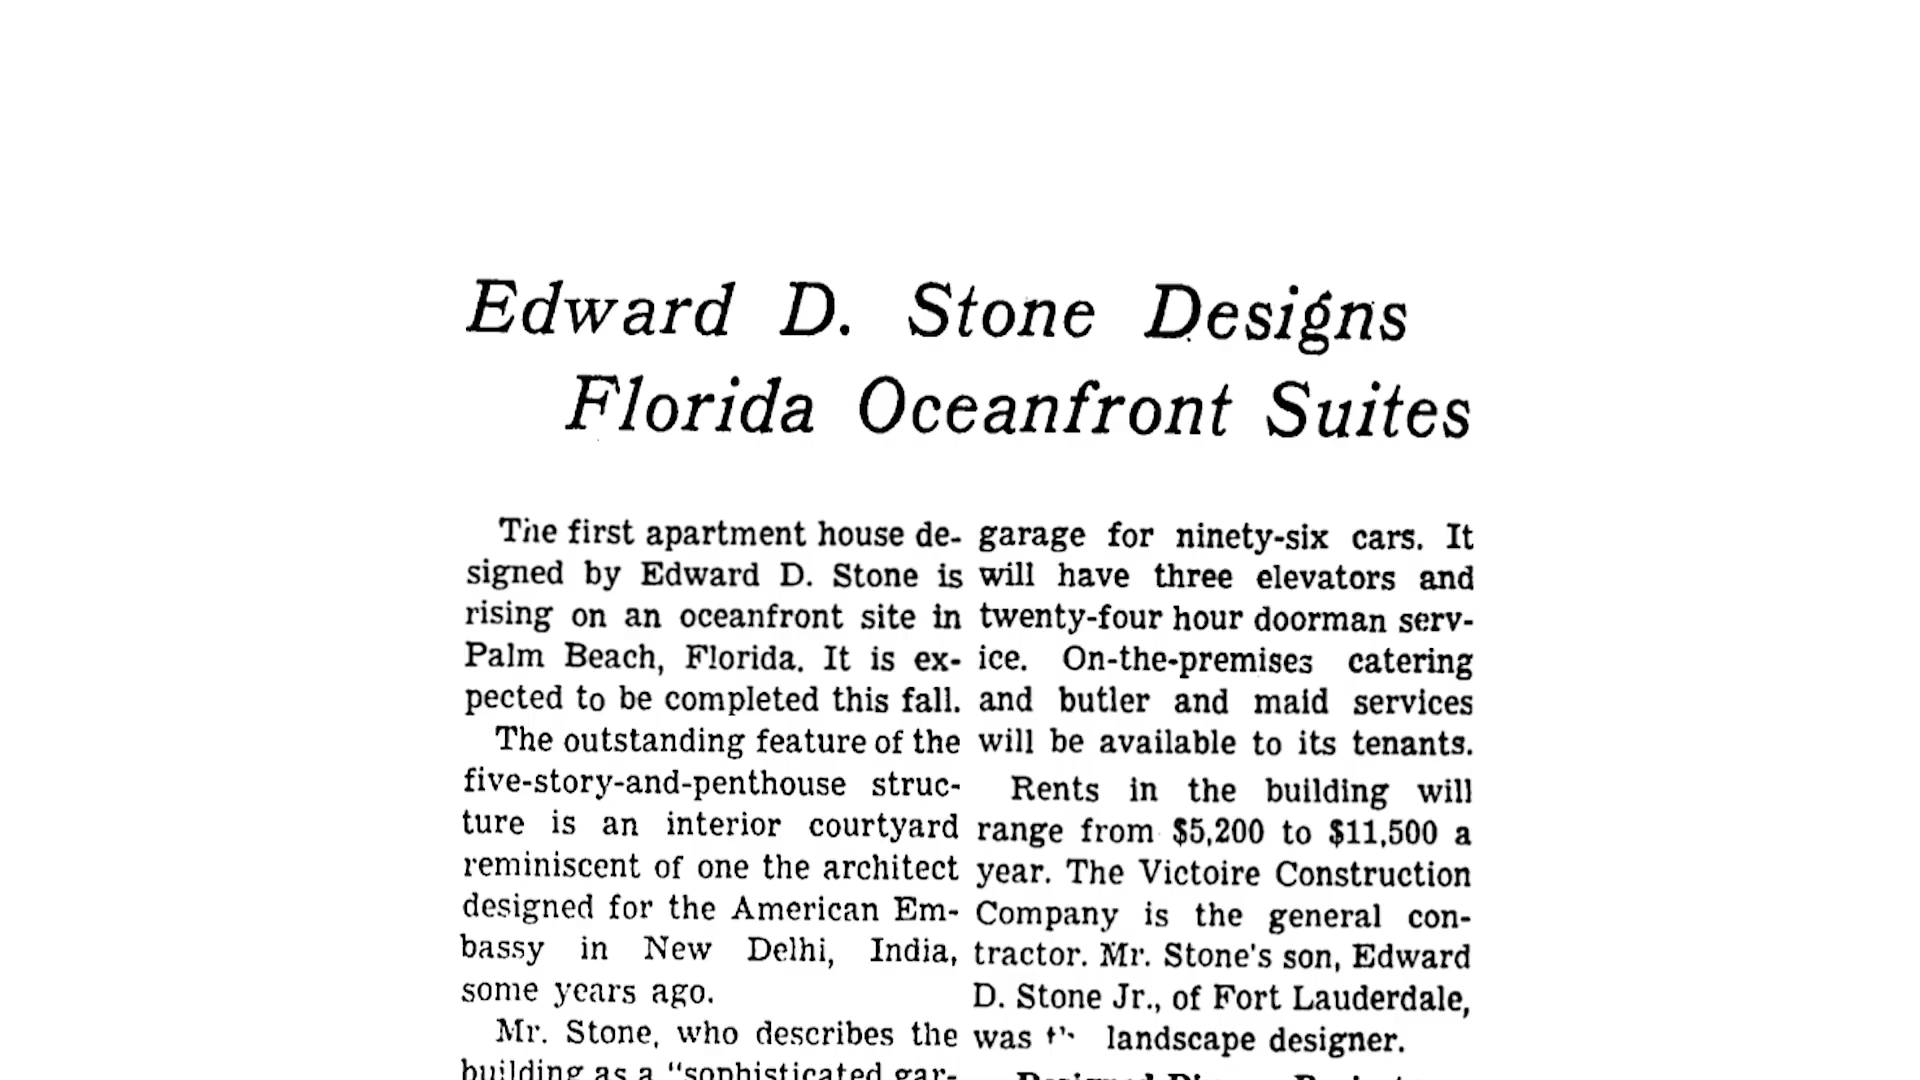 Edward D. Stone Designs
Florida Oceanfront Suites
The first apartment house de-
signed by Edward D. Stone is
rising on an oceanfront site in
Palm Beach, Florida. It is ex-
pected to be completed this fall.
The outstanding feature of the
five-story-and-penthouse struc-
ture is an interior courtyard
reminiscent of one the architect
designed for the American Em-
bassy in New Delhi, India,
some years ago.
Mr. Stone, who describes the
building as a "sophisticated gar-
garage for ninety-six cars. It
will have three elevators and
twenty-four hour doorman serv-
ice. On-the-premises catering
and butler and maid services
will be available to its tenants.
Rents in the building will
range from $5,200 to $11,500 a
year. The Victoire Construction
Company is the general con-
tractor. Mr. Stone's son, Edward
D. Stone Jr., of Fort Lauderdale,
was landscape designer.